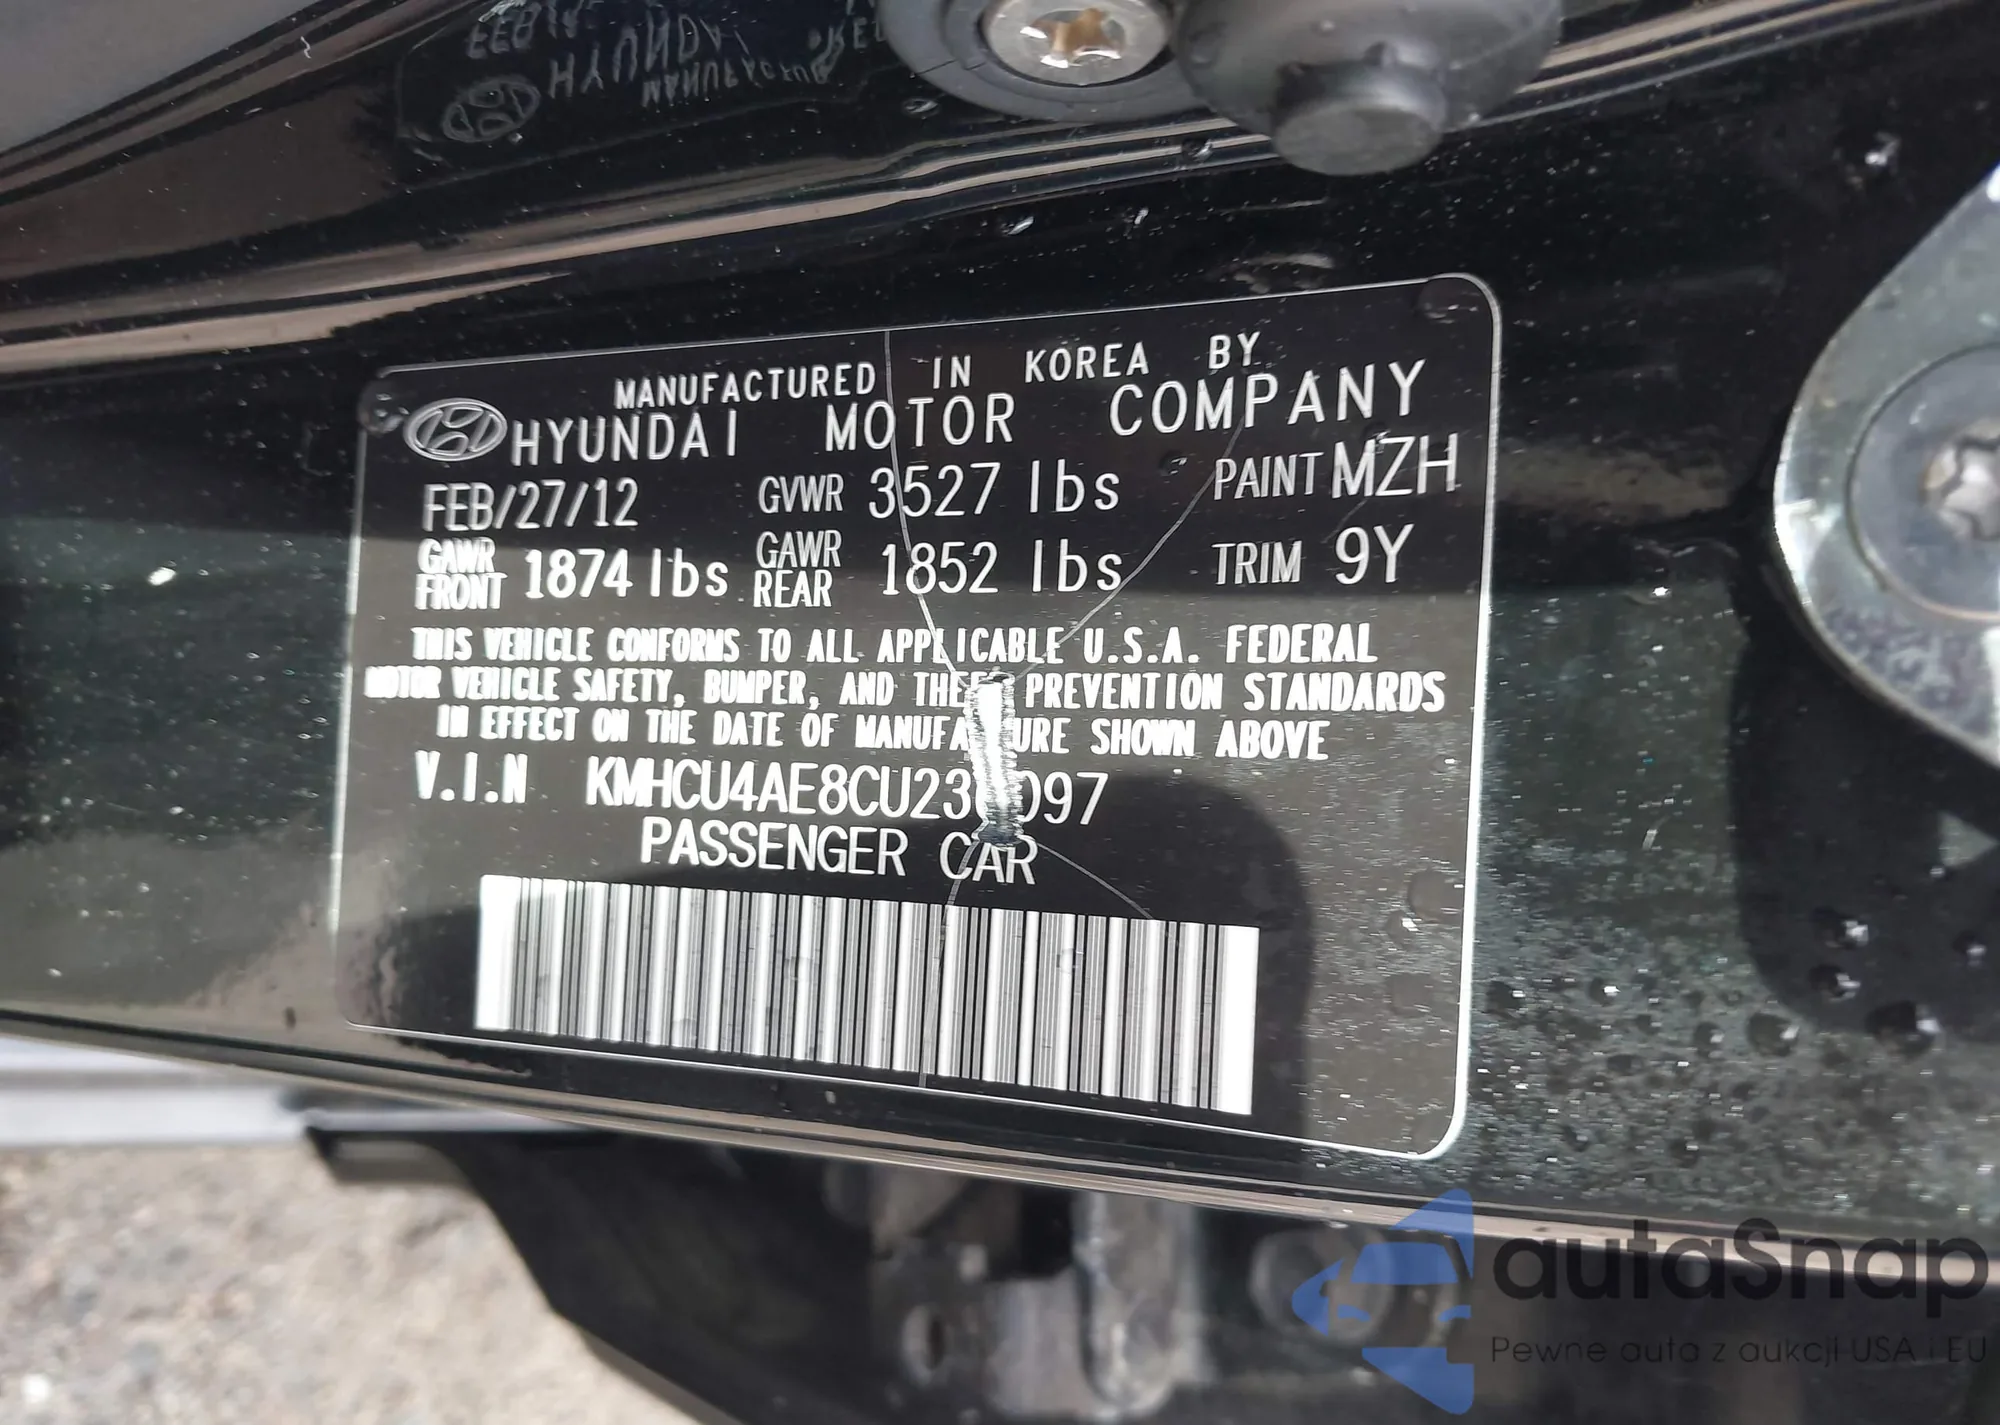 MANUFACTURED IN KOREA BY
HYUNDAI MOTOR COMPANY
FEB/27/12 GVWR 3527 lbs PAINT MZH
GAWR FRONT 1874 lbs GAWR REAR 1852 lbs TRIM 9Y
THIS VEHICLE CONFORMS TO ALL APPLICABLE U.S.A. FEDERAL
MOTOR VEHICLE SAFETY, BUMPER, AND THEFT PREVENTION STANDARDS
IN EFFECT ON THE DATE OF MANUFACTURE SHOWN ABOVE
V.I.N
PASSENGER CAR
autaSnap
Pewne auta z aukcji USA i EU